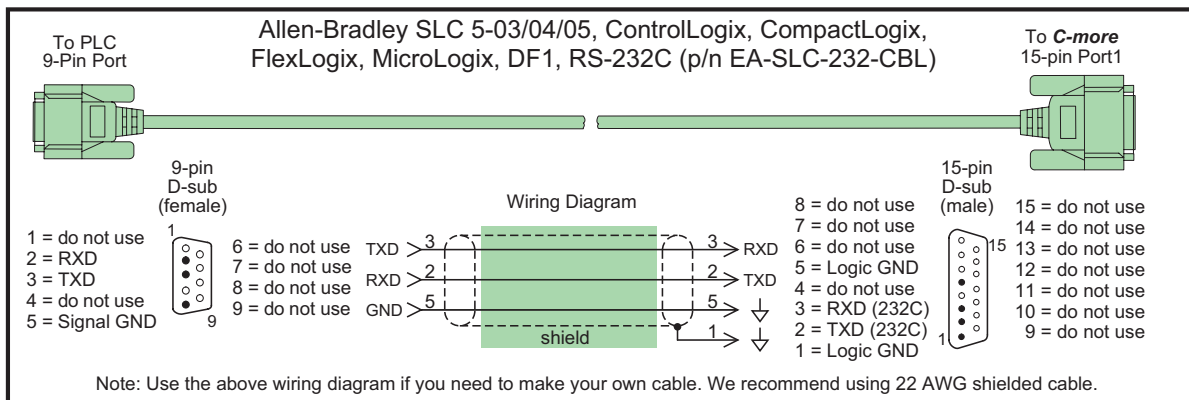 Allen-Bradley SLC 5-03/04/05, ControlLogix, CompactLogix,
FlexLogix, MicroLogix, DF1, RS-232C (p/n EA-SLC-232-CBL)
To PLC
9-Pin Port
To C-more
15-pin Port1
9-pin
D-sub
(female)
1
9
1 = do not use
2 = RXD
3 = TXD
4 = do not use
5 = Signal GND
6 = do not use
7 = do not use
8 = do not use
9 = do not use
Wiring Diagram
TXD 3 3 RXD
RXD 2 2 TXD
GND 5 5
shield 1
8 = do not use
7 = do not use
6 = do not use
5 = Logic GND
4 = do not use
3 = RXD (232C)
2 = TXD (232C)
1 = Logic GND
15-pin
D-sub
(male)
15
1
15 = do not use
14 = do not use
13 = do not use
12 = do not use
11 = do not use
10 = do not use
9 = do not use
Note: Use the above wiring diagram if you need to make your own cable. We recommend using 22 AWG shielded cable.